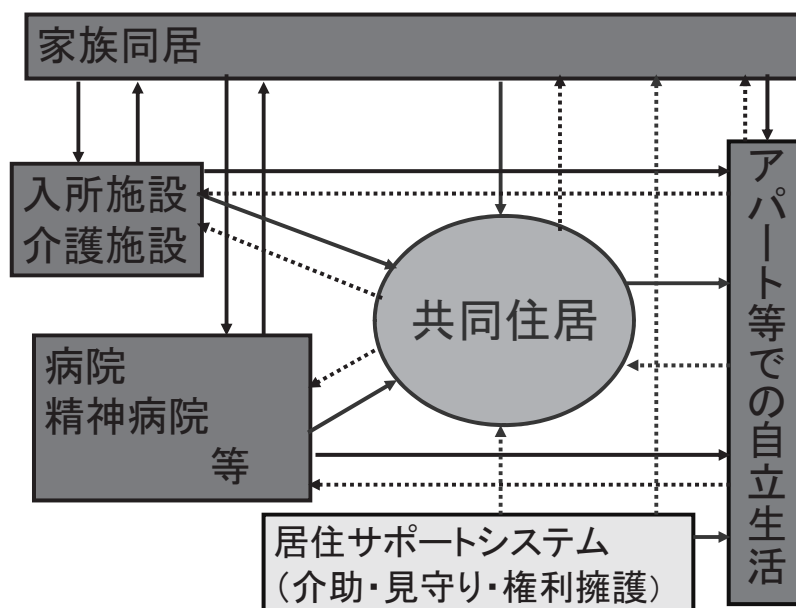 家族同居
入所施設
介護施設
共同住居
病院
精神病院
等
アパート等での自立生活
居住サポートシステム
（介助・見守り・権利擁護）